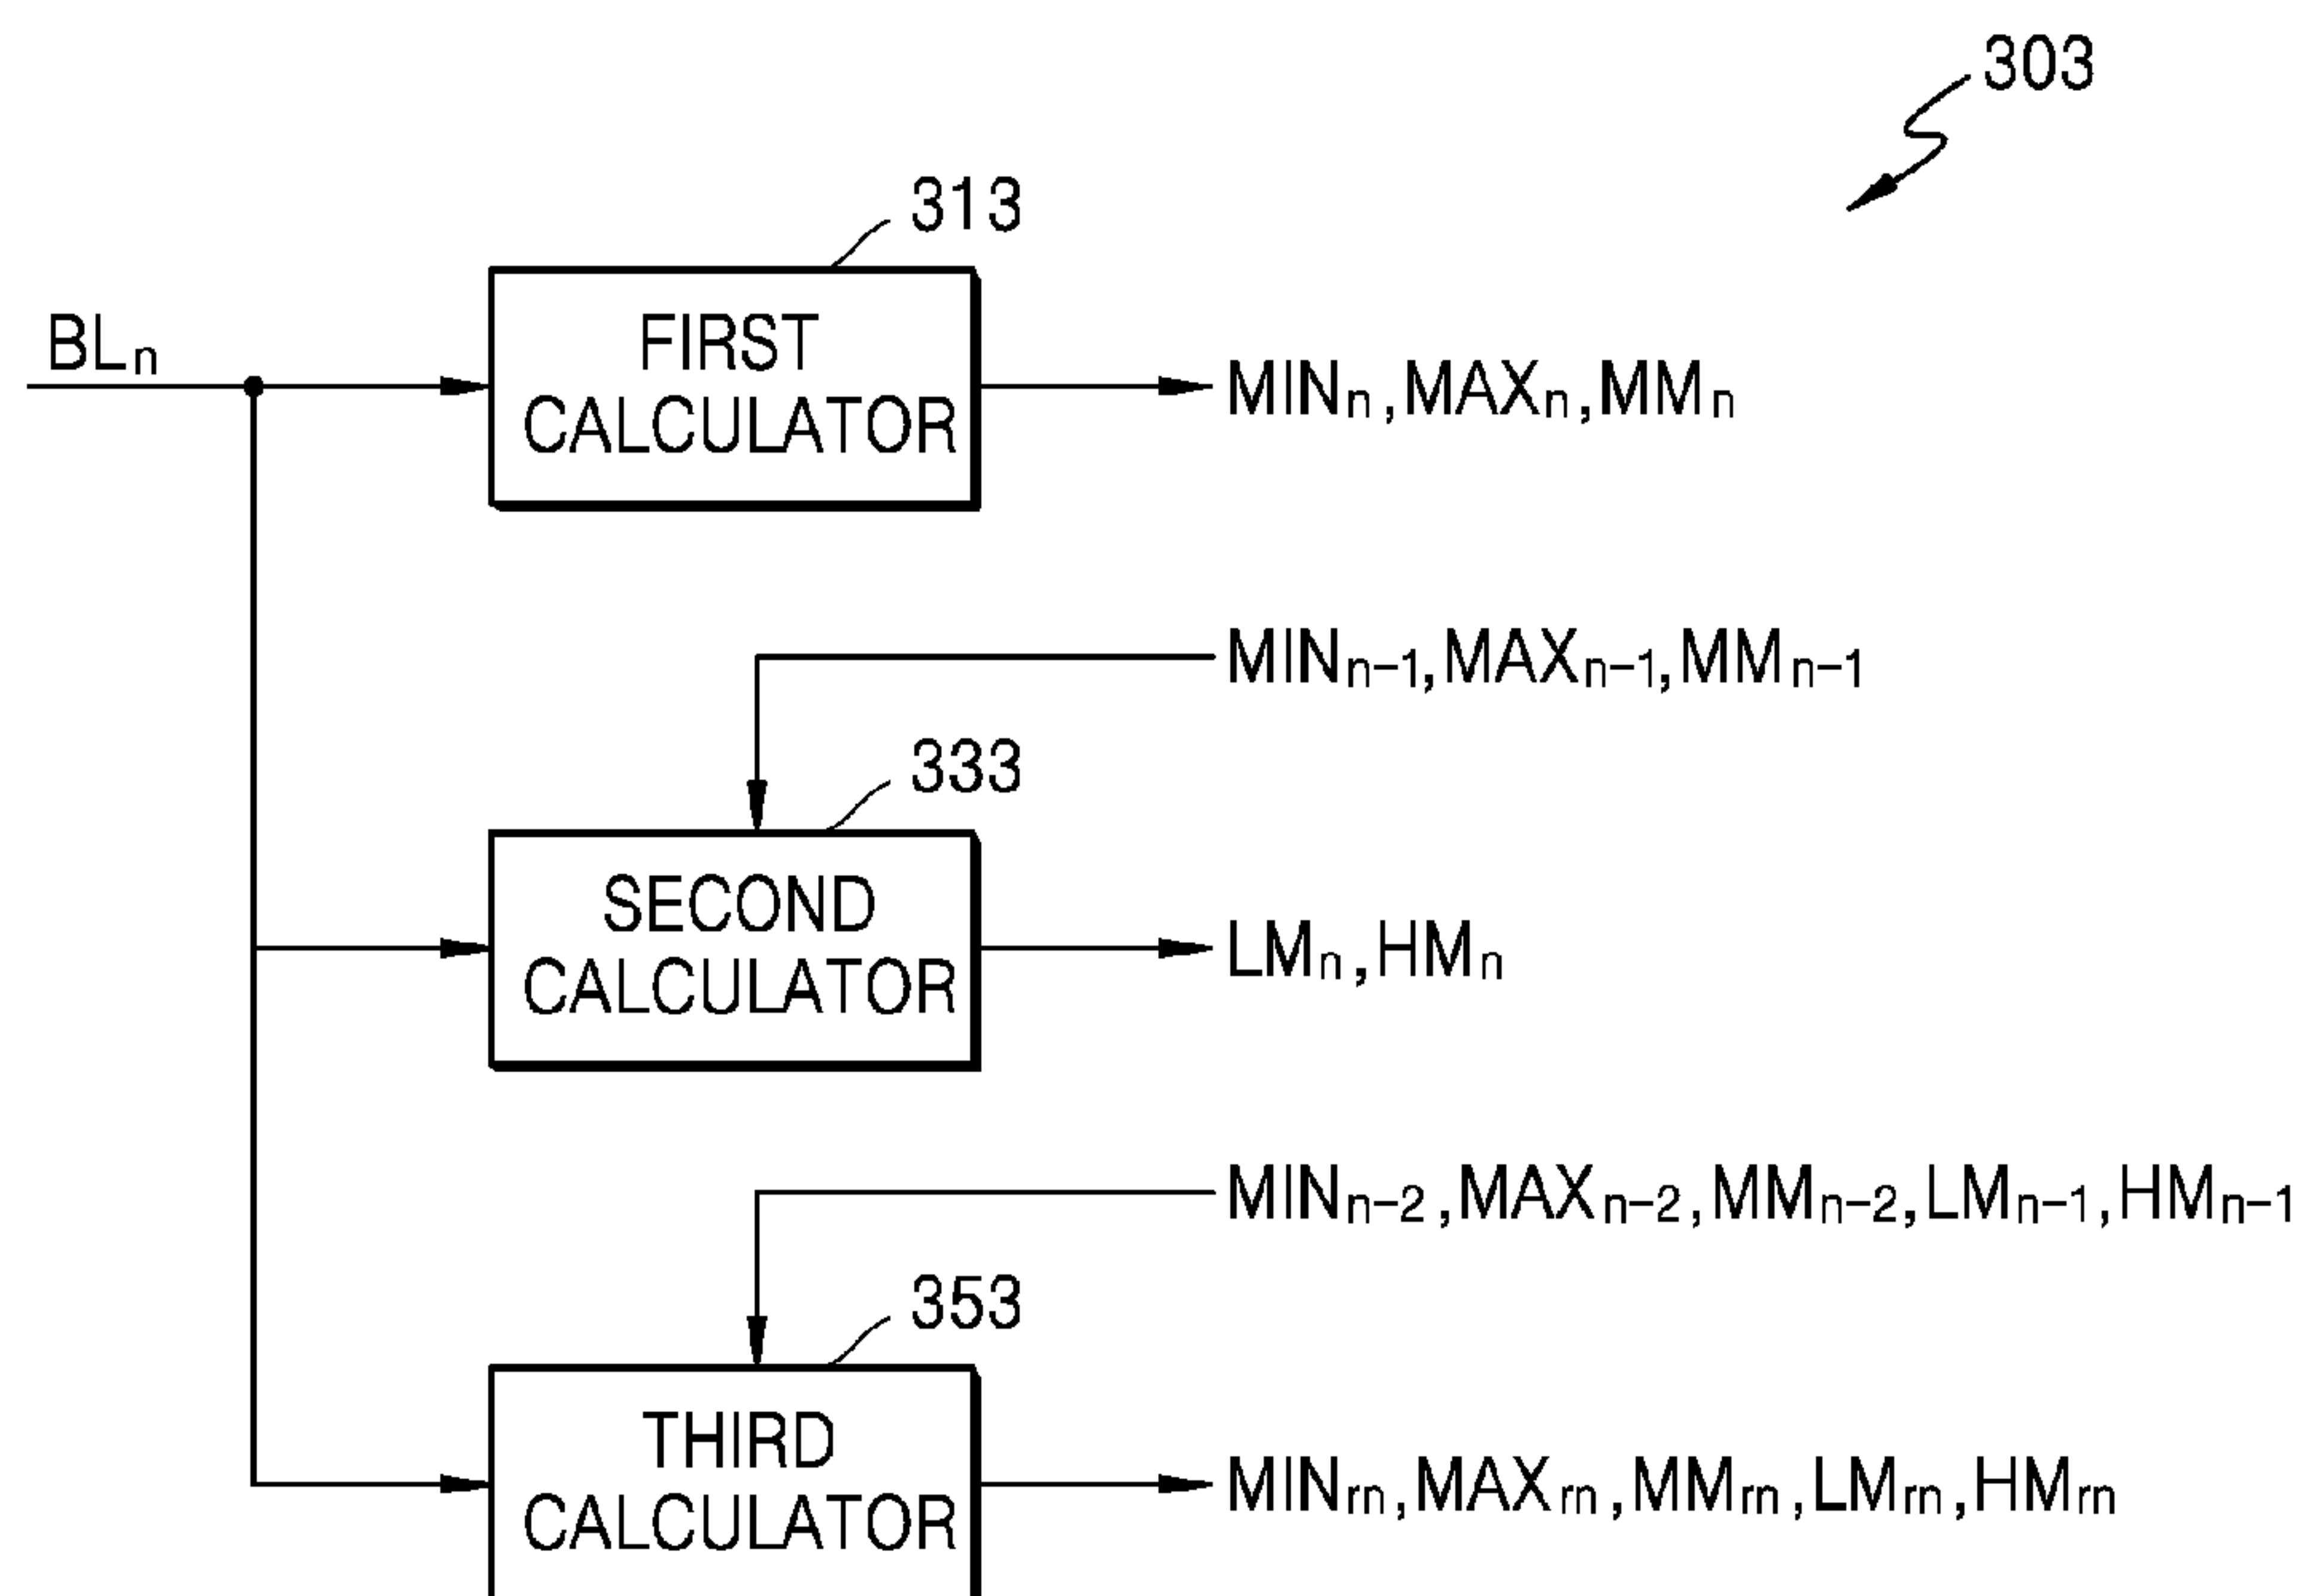 303
313
BLn
FIRST
CALCULATOR
MINn,MAXn,MMn
MINn-1,MAXn-1,MMn-1
333
SECOND
CALCULATOR
LMn,HMn
MINn-2,MAXn-2,MMn-2,LMn-1,HMn-1
353
THIRD
CALCULATOR
MINrn,MAXrn,MMrn,LMrn,HMrn